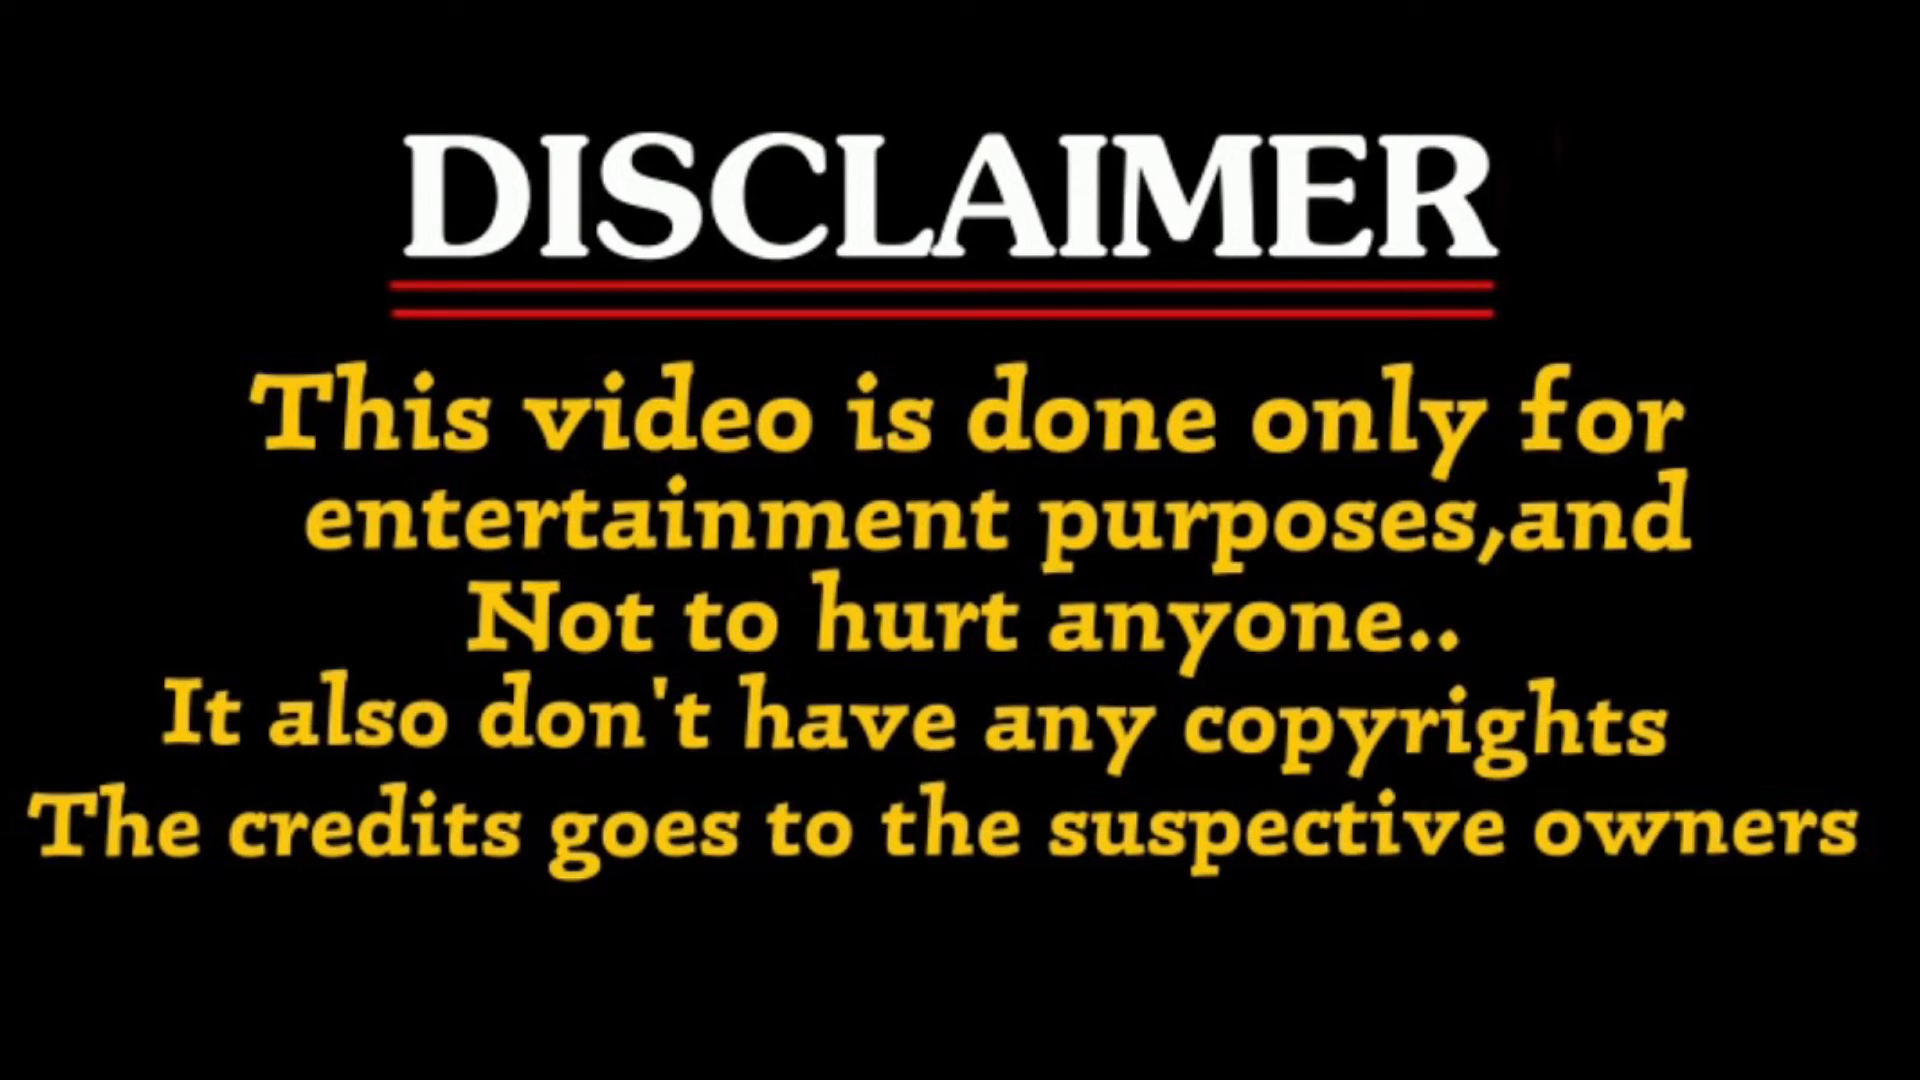 DISCLAIMER
This video is done only for
entertainment purposes,and
Not to hurt anyone..
It also don't have any copyrights
The credits goes to the suspective owners